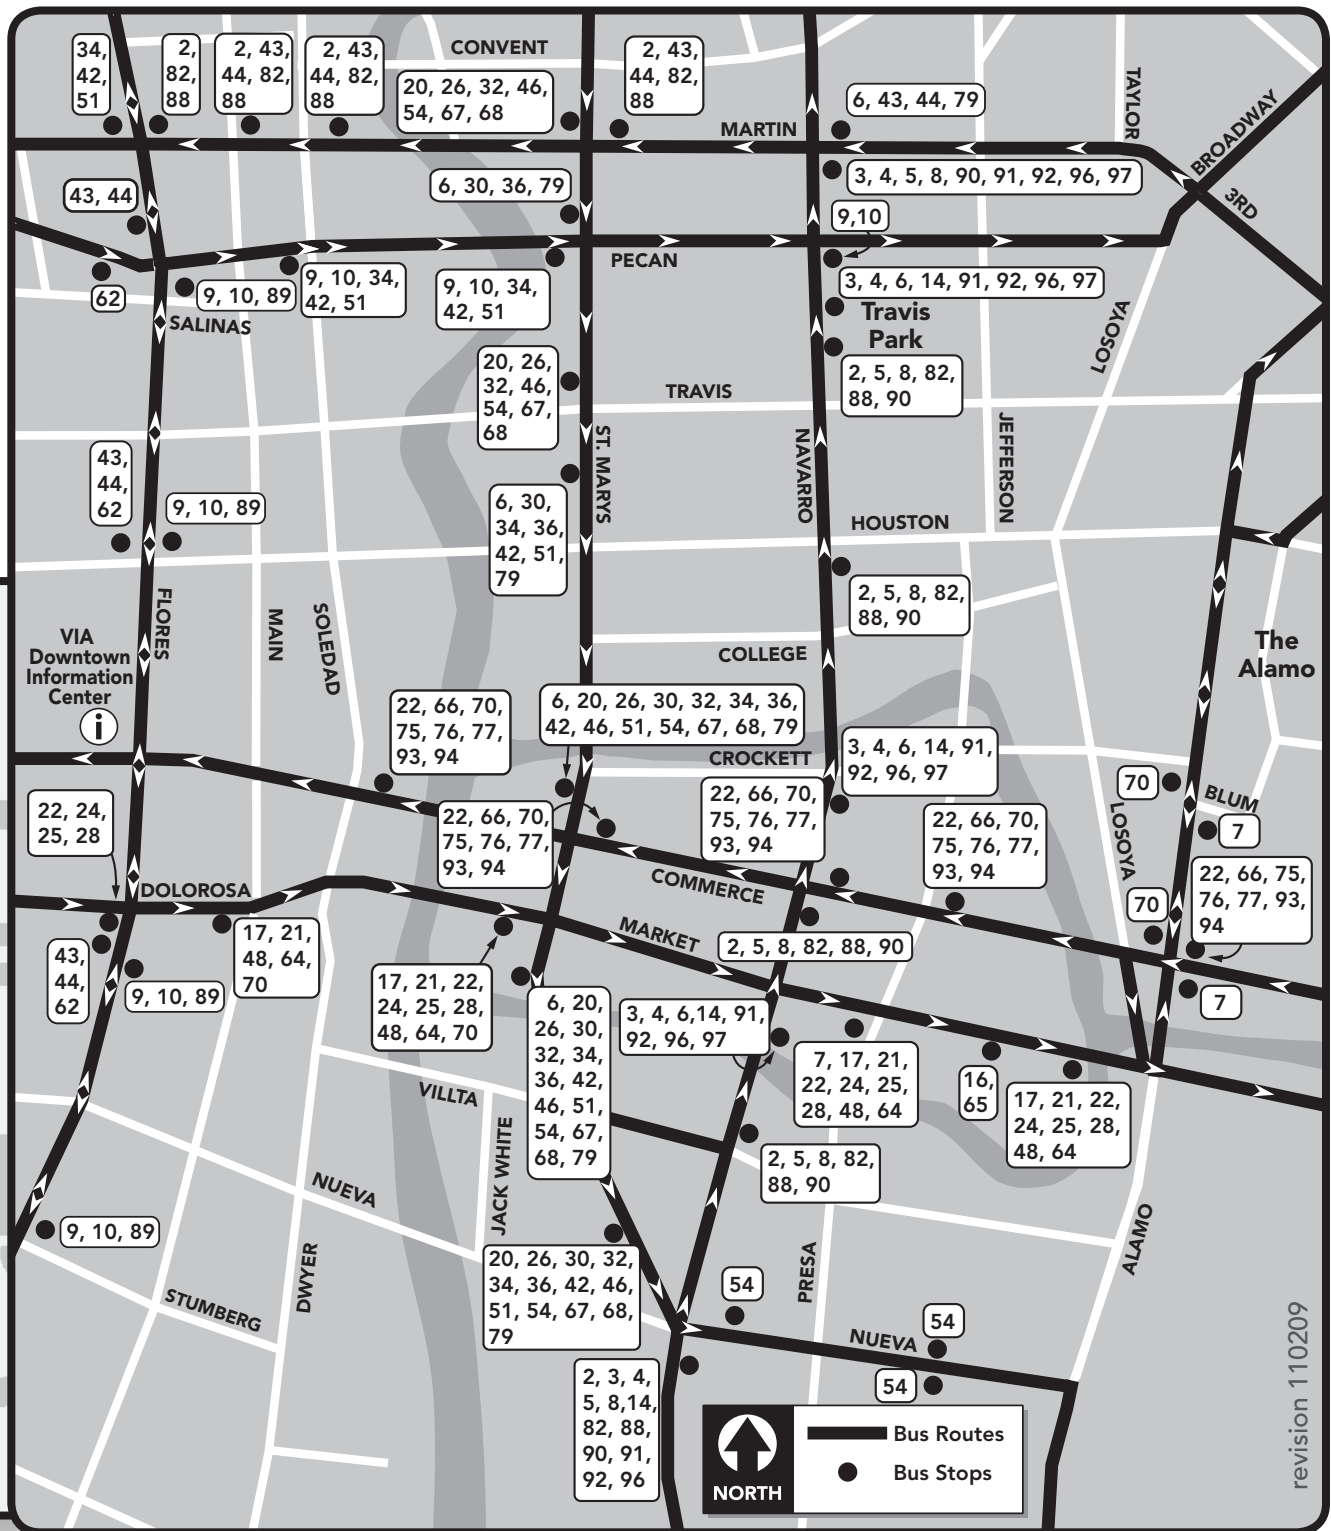 CONVENT
34,
42,
51
2,
82,
88
2, 43,
44, 82,
88
2, 43,
44, 82,
88
20, 26, 32, 46,
54, 67, 68
2, 43,
44, 82,
88
6, 43, 44, 79
TAYLOR
BROADWAY
MARTIN
3RD
43, 44
6, 30, 36, 79
3, 4, 5, 8, 90, 91, 92, 96, 97
9,10
PECAN
62
9, 10, 89
9, 10, 34,
42, 51
9, 10, 34,
42, 51
3, 4, 6, 14, 91, 92, 96, 97
SALINAS
Travis
Park
LOSOYA
20, 26,
32, 46,
54, 67,
68
TRAVIS
2, 5, 8, 82,
88, 90
ST. MARYS
NAVARRO
JEFFERSON
43,
44,
62
9, 10, 89
6, 30,
34, 36,
42, 51,
79
HOUSTON
2, 5, 8, 82,
88, 90
FLORES
MAIN
SOLEDAD
VIA
Downtown
Information
Center
i
COLLEGE
The
Alamo
22, 66, 70,
75, 76, 77,
93, 94
6, 20, 26, 30, 32, 34, 36,
42, 46, 51, 54, 67, 68, 79
CROCKETT
3, 4, 6, 14, 91,
92, 96, 97
22, 24,
25, 28
22, 66, 70,
75, 76, 77,
93, 94
22, 66, 70,
75, 76, 77,
93, 94
22, 66, 70,
75, 76, 77,
93, 94
70
BLUM
7
LOSOYA
22, 66, 75,
76, 77, 93,
94
DOLOROSA
COMMERCE
MARKET
70
2, 5, 8, 82, 88, 90
17, 21,
48, 64,
70
43,
44,
62
9, 10, 89
17, 21, 22,
24, 25, 28,
48, 64, 70
6, 20,
26, 30,
32, 34,
36, 42,
46, 51,
54, 67,
68, 79
3, 4, 6,14, 91,
92, 96, 97
7
7, 17, 21,
22, 24, 25,
28, 48, 64
16,
65
17, 21, 22,
24, 25, 28,
48, 64
VILLTA
JACK WHITE
2, 5, 8, 82,
88, 90
NUEVA
9, 10, 89
DWYER
STUMBERG
20, 26, 30, 32,
34, 36, 42, 46,
51, 54, 67, 68,
79
PRESA
ALAMO
54
54
NUEVA
54
2, 3, 4,
5, 8,14,
82, 88,
90, 91,
92, 96
NORTH
Bus Routes
Bus Stops
revision 110209